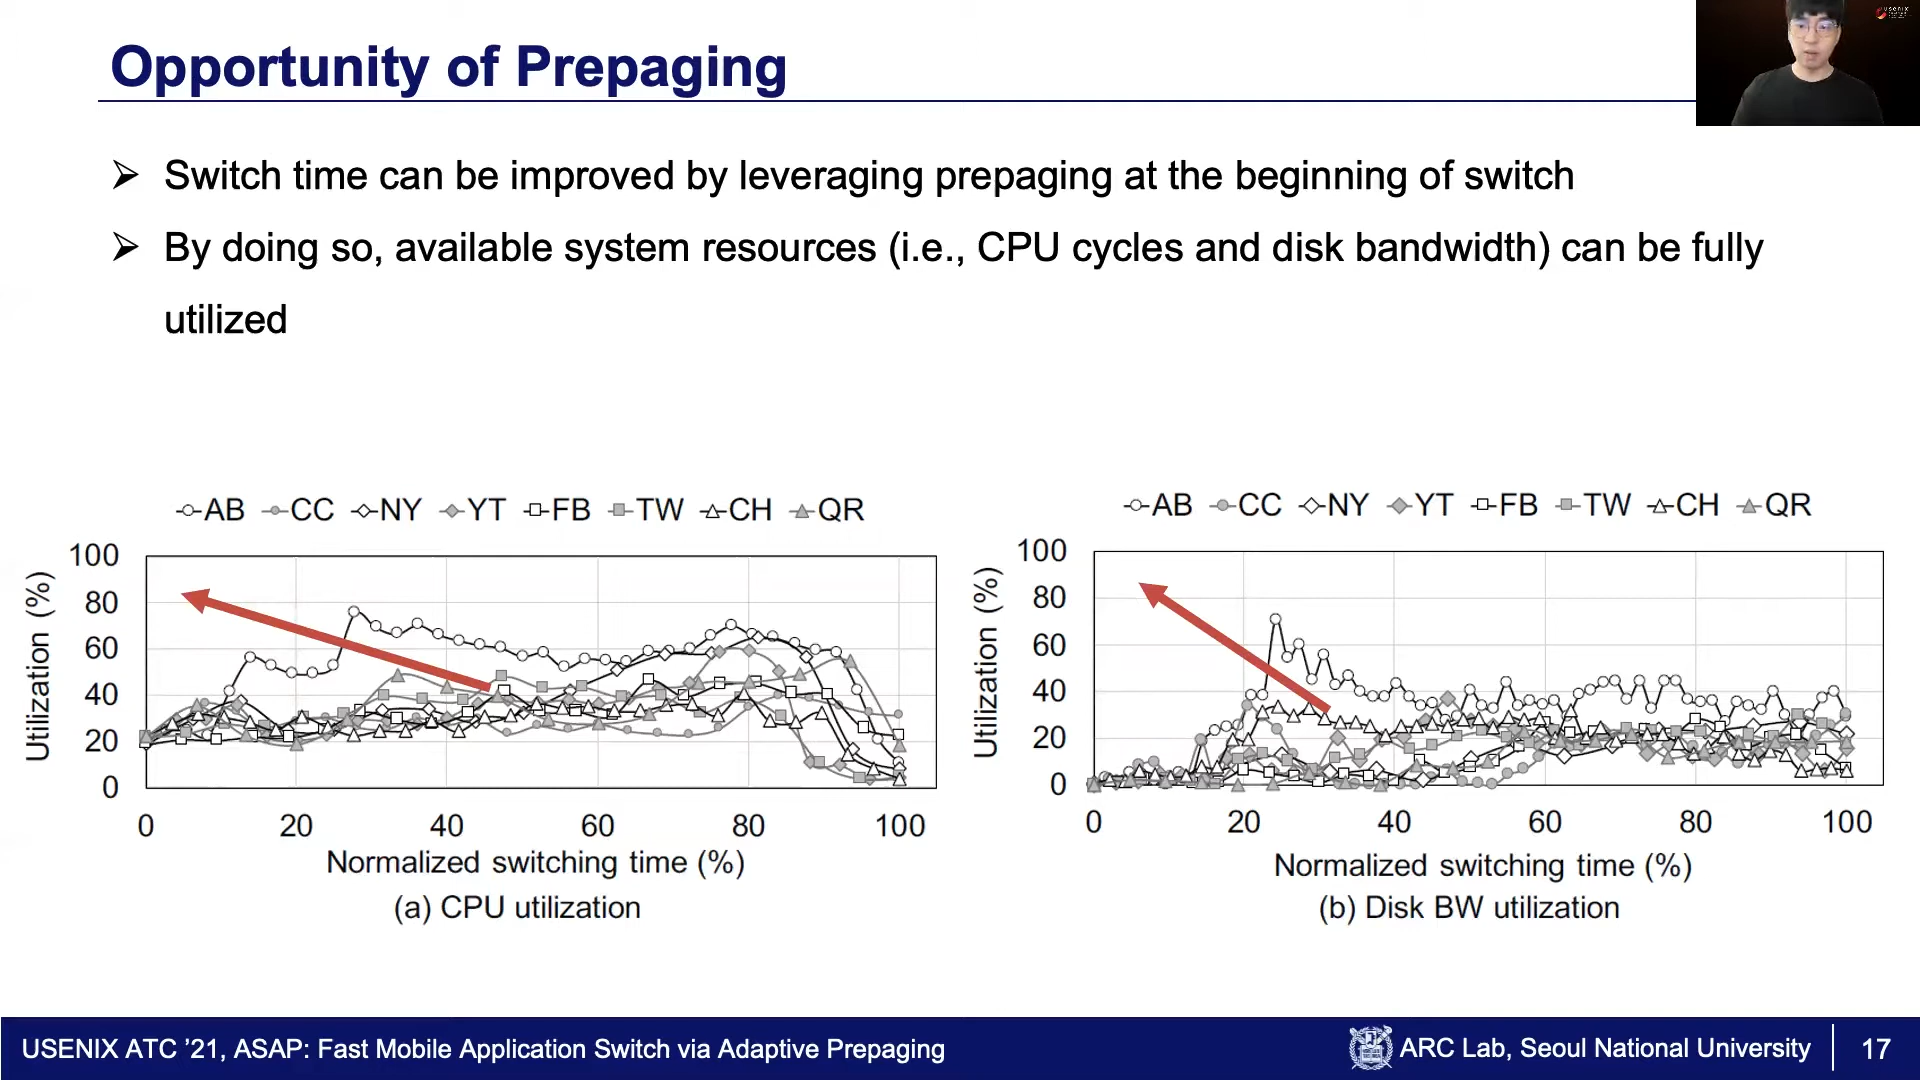 Opportunity of Prepaging
usenix
Switch time can be improved by leveraging prepaging at the beginning of switch
By doing so, available system resources (i.e., CPU cycles and disk bandwidth) can be fully
utilized
AB CC NY YT FB TW CH QR
100
80
60
40
20
0
Utilization (%)
0 20 40 60 80 100
Normalized switching time (%)
(a) CPU utilization
AB CC NY YT FB TW CH QR
100
80
60
40
20
0
Utilization (%)
0 20 40 60 80 100
Normalized switching time (%)
(b) Disk BW utilization
USENIX ATC ’21, ASAP: Fast Mobile Application Switch via Adaptive Prepaging
ARC Lab, Seoul National University
17